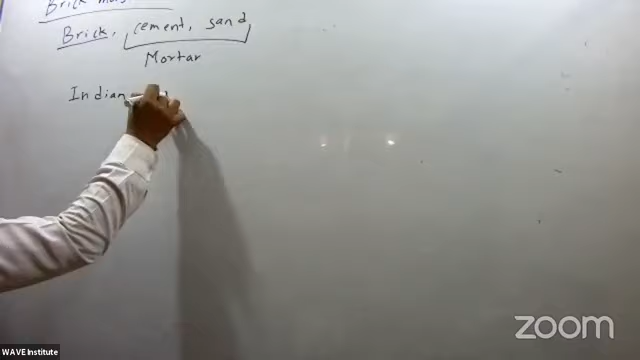 Brick
Brick, cement, sand
Mortar
Indian
zoom
WAVE Institute